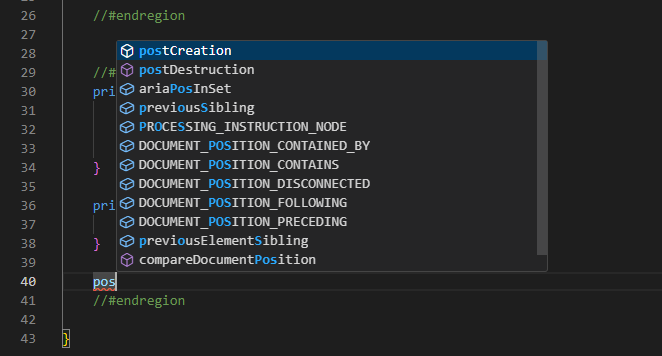 26 //#endregion
27
28 postCreation
29 //# postDestruction
30 pri ariaPosInSet
31 previousSibling
32 PROCESSING_INSTRUCTION_NODE
33 DOCUMENT_POSITION_CONTAINED_BY
34 } DOCUMENT_POSITION_CONTAINS
35 DOCUMENT_POSITION_DISCONNECTED
36 pri DOCUMENT_POSITION_FOLLOWING
37 DOCUMENT_POSITION_PRECEDING
38 } previousElementSibling
39 compareDocumentPosition
40 pos
41 //#endregion
42
43 }